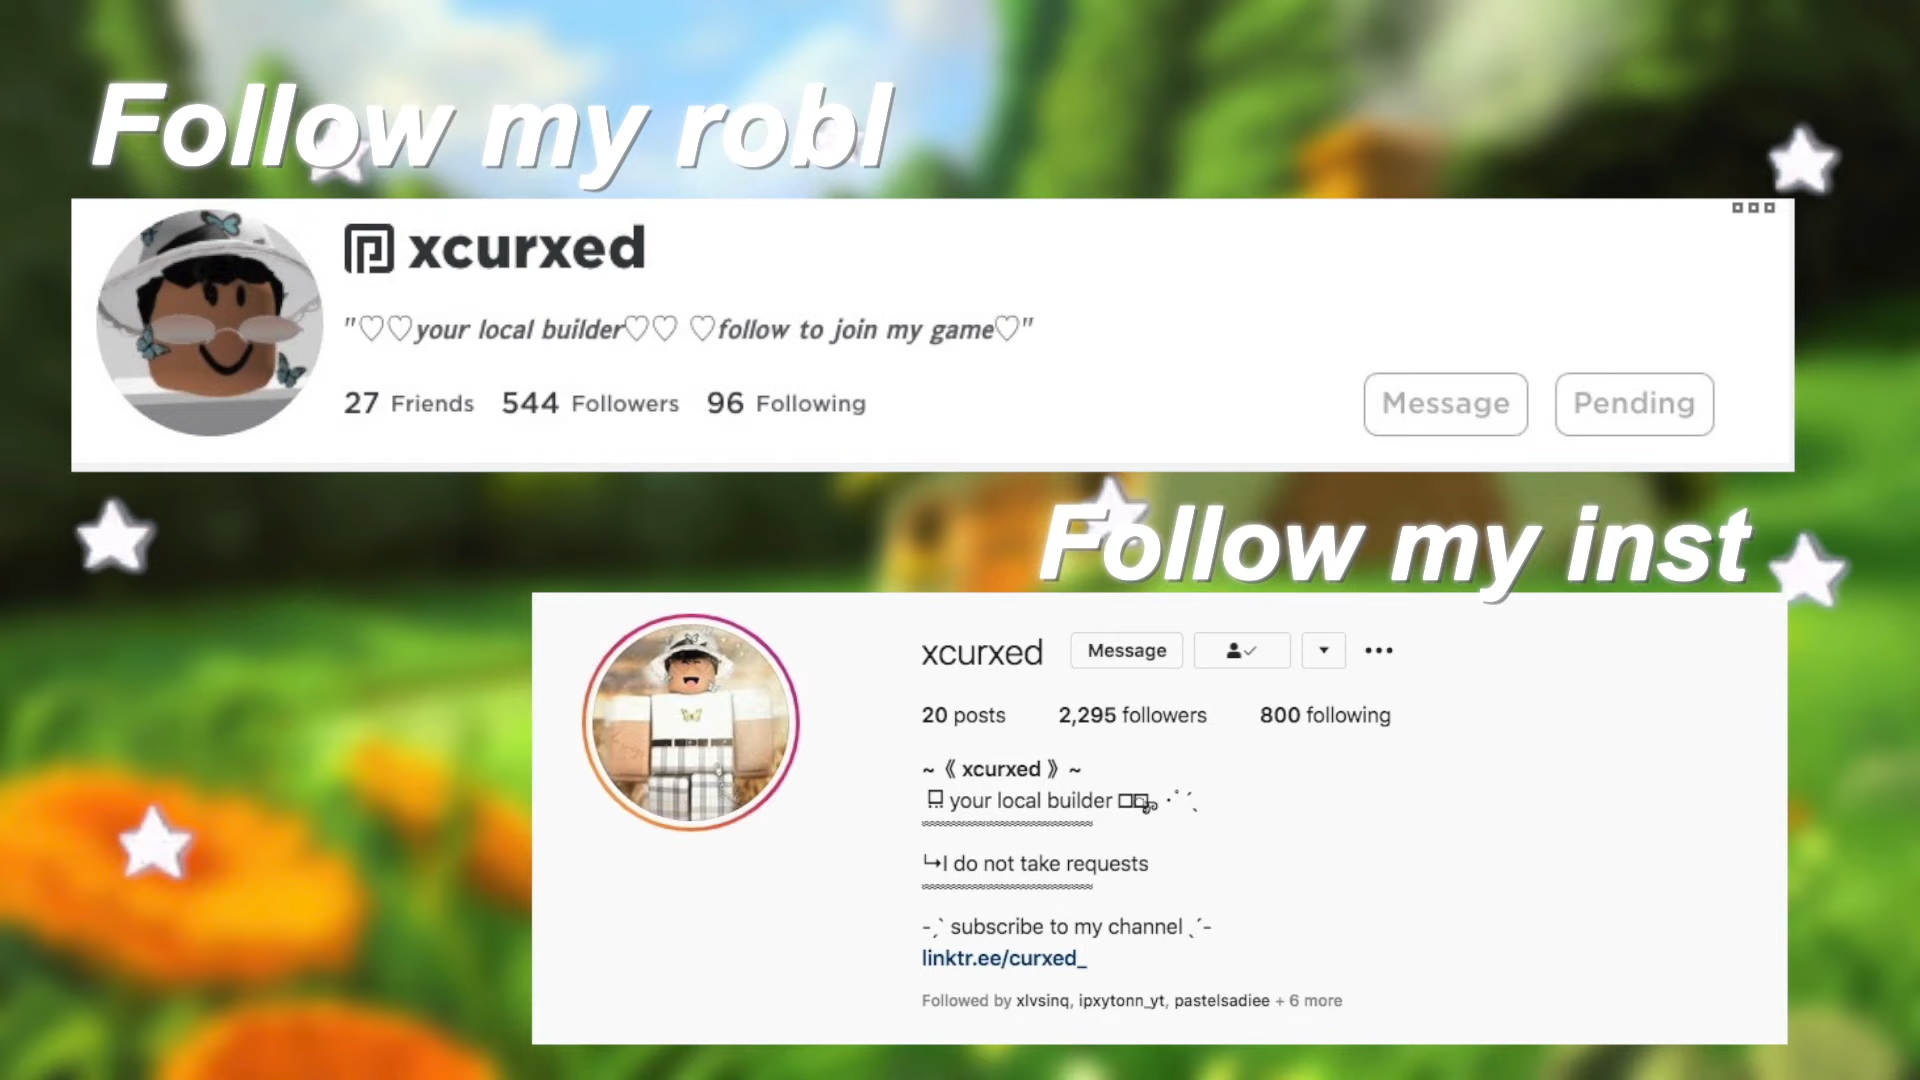 Follow my robl
xcurxed
"♡♡your local builder♡♡ ♡follow to join my game♡"
27 Friends 544 Followers 96 Following
Message Pending
Follow my inst
xcurxed Message
20 posts 2,295 followers 800 following
~《 xcurxed 》~
your local builder
↪I do not take requests
-ˏˋ subscribe to my channel ˎˊ-
linktr.ee/curxed_
Followed by xlvsinq, ipxytonn_yt, pastelsadiee + 6 more